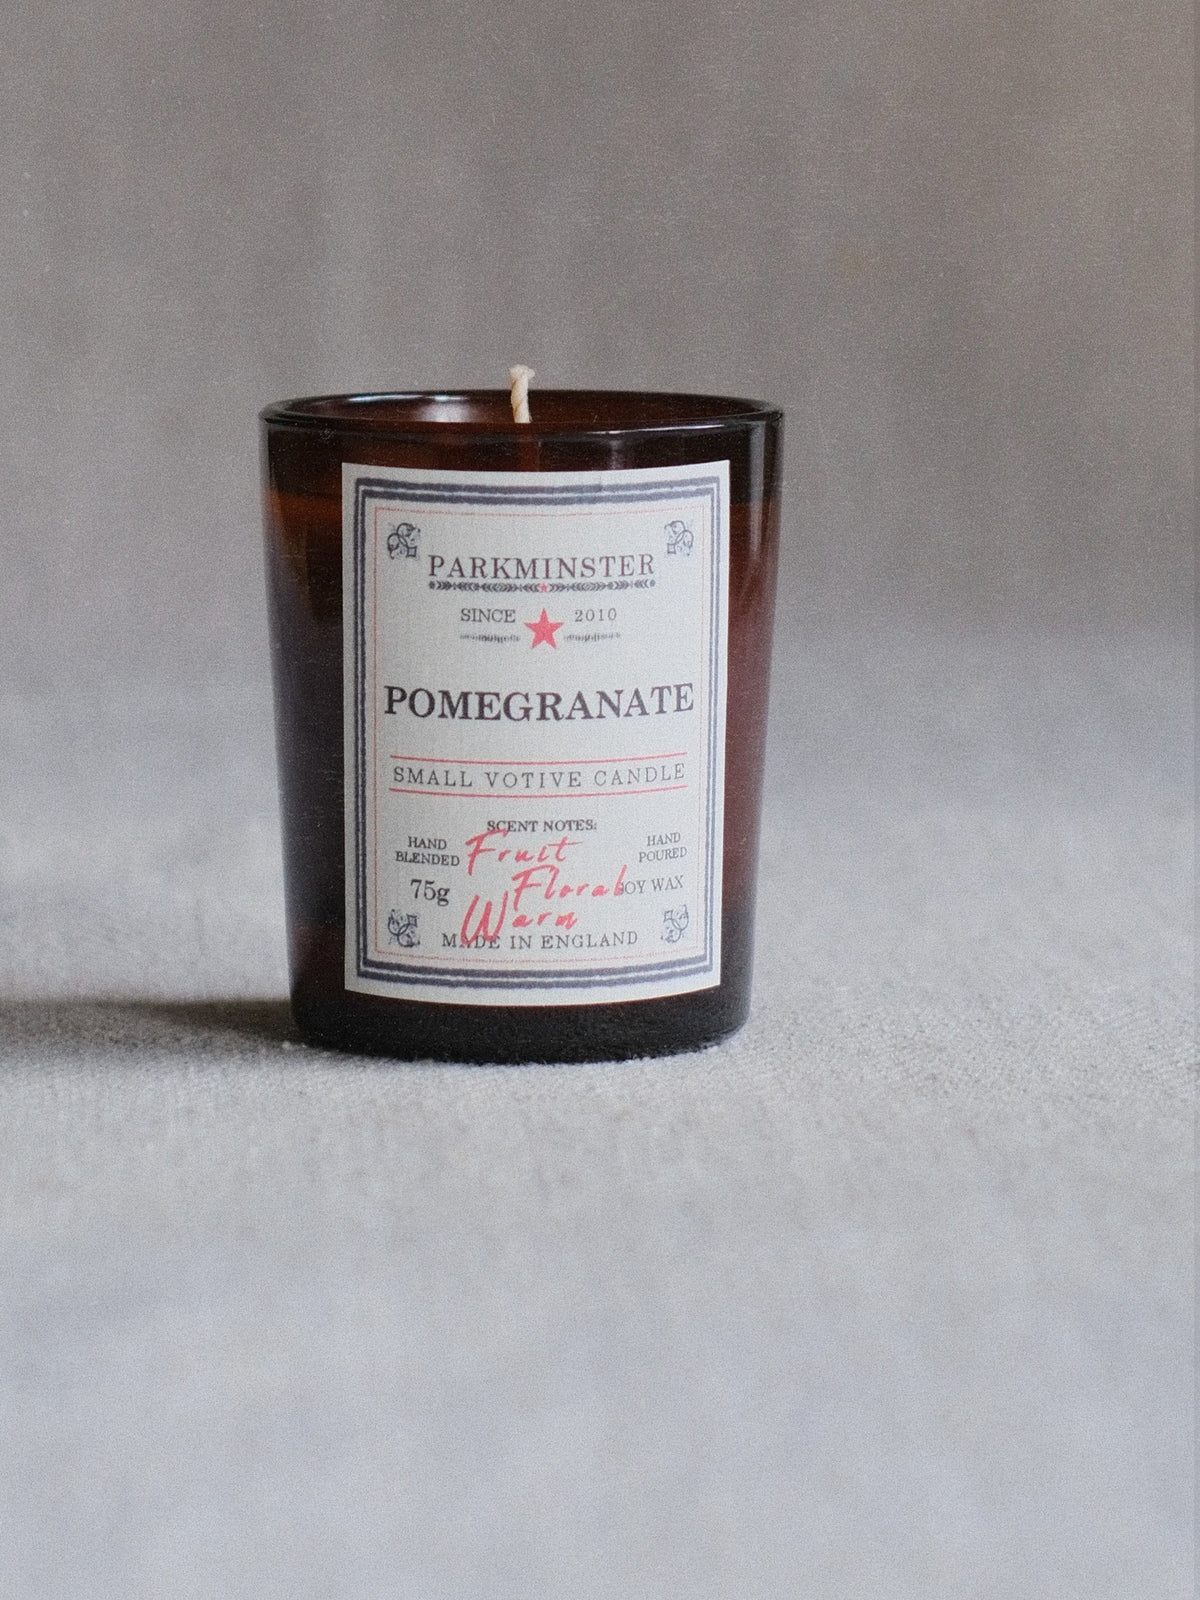 PARKMINSTER
SINCE 2010
POMEGRANATE
SMALL VOTIVE CANDLE
SCENT NOTES:
HAND
BLENDED
75g
Fruit
Floral
Warm
HAND
POURED
SOY WAX
MADE IN ENGLAND